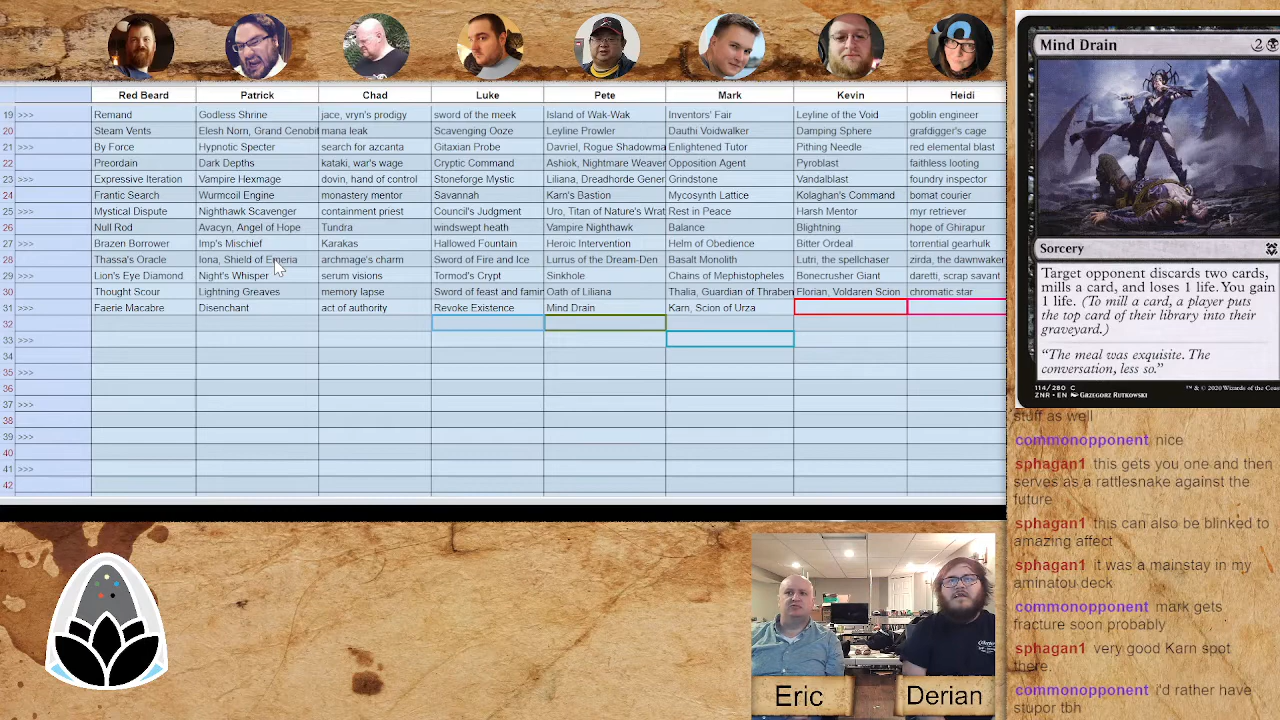 Red Beard Patrick Chad Luke Pete Mark Kevin Heidi
19 >>> Remand Godless Shrine jace, vryn's prodigy sword of the meek Island of Wak-Wak Inventors' Fair Leyline of the Void goblin engineer
20 Steam Vents Elesh Norn, Grand Cenobit mana leak Scavenging Ooze Leyline Prowler Dauthi Voidwalker Damping Sphere grafdigger's cage
21 >>> By Force Hypnotic Specter search for azcanta Gitaxian Probe Davriel, Rogue Shadowma Enlightened Tutor Pithing Needle red elemental blast
22 Preordain Dark Depths kataki, war's wage Cryptic Command Ashiok, Nightmare Weaver Opposition Agent Pyroblast faithless looting
23 >>> Expressive Iteration Vampire Hexmage lavin, hand of control Stoneforge Mystic Liliana, Dreadhorde Gener Grindstone Vandalblast foundry inspector
24 Frantic Search Wurmcoil Engine monastery mentor Savannah Karn's Bastion Mycosynth Lattice Kolaghan's Command bomat courier
25 >>> Mystical Dispute Nighthawk Scavenger containment priest Council's Judgment Uro, Titan of Nature's Wrat Rest in Peace Harsh Mentor myr retriever
26 Null Rod Avacyn, Angel of Hope Tundra windswept heath Vampire Nighthawk Balance Blightning hope of Ghirapur
27 >>> Brazen Borrower Imp's Mischief Karakas Hallowed Fountain Heroic Intervention Helm of Obedience Bitter Ordeal torrential gearhulk
28 Thassa's Oracle Iona, Shield of Emeria archmage's charm Sword of Fire and Ice Lurrus of the Dream-Den Basalt Monolith Lutri, the spellchaser zirda, the dawnwaker
29 >>> Lion's Eye Diamond Night's Whisper serum visions Tormod's Crypt Sinkhole Chains of Mephistopheles Bonecrusher Giant daretti, scrap savant
30 Thought Scour Lightning Greaves memory lapse Sword of feast and famin Oath of Liliana Thalia, Guardian of Thraben Florian, Voldaren Scion chromatic star
31 >>> Faerie Macabre Disenchant act of authority Revoke Existence Mind Drain Karn, Scion of Urza
32
33 >>>
34
35 >>>
36
37 >>>
38
39 >>>
40
41 >>>
42
Mind Drain 2
Sorcery
Target opponent discards two cards,
mills a card, and loses 1 life. You gain
1 life. (To mill a card, a player puts
the top card of their library into their
graveyard.)
"The meal was exquisite. The
conversation, less so."
114/280 C
ZNR • EN Grzegorz Rutkowski
™ & © 2020 Wizards of the Coas
stuff as well
commonopponent nice
sphagan1 this gets you one and then
serves as a rattlesnake against the
future
sphagan1 this can also be blinked to
amazing affect
sphagan1 it was a mainstay in my
aminatou deck
commonopponent mark gets
fracture soon probably
sphagan1 very good Karn spot
there.
commonopponent i'd rather have
stupor tbh
Eric
Derian